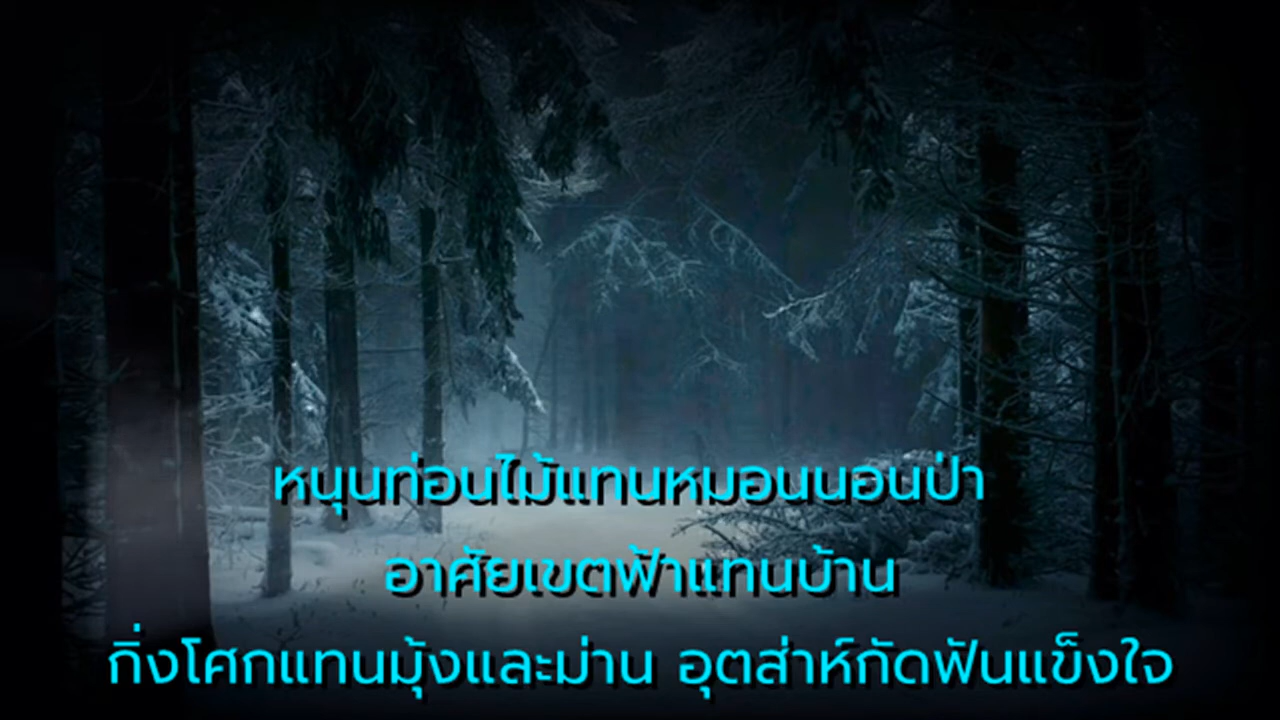 หนุนท่อนไม้แทนหมอนนอนป่า
อาศัยเขตฟ้าแทนบ้าน
กิ่งโศกแทนมุ้งและม่าน อุตส่าห์กัดฟันแข็งใจ